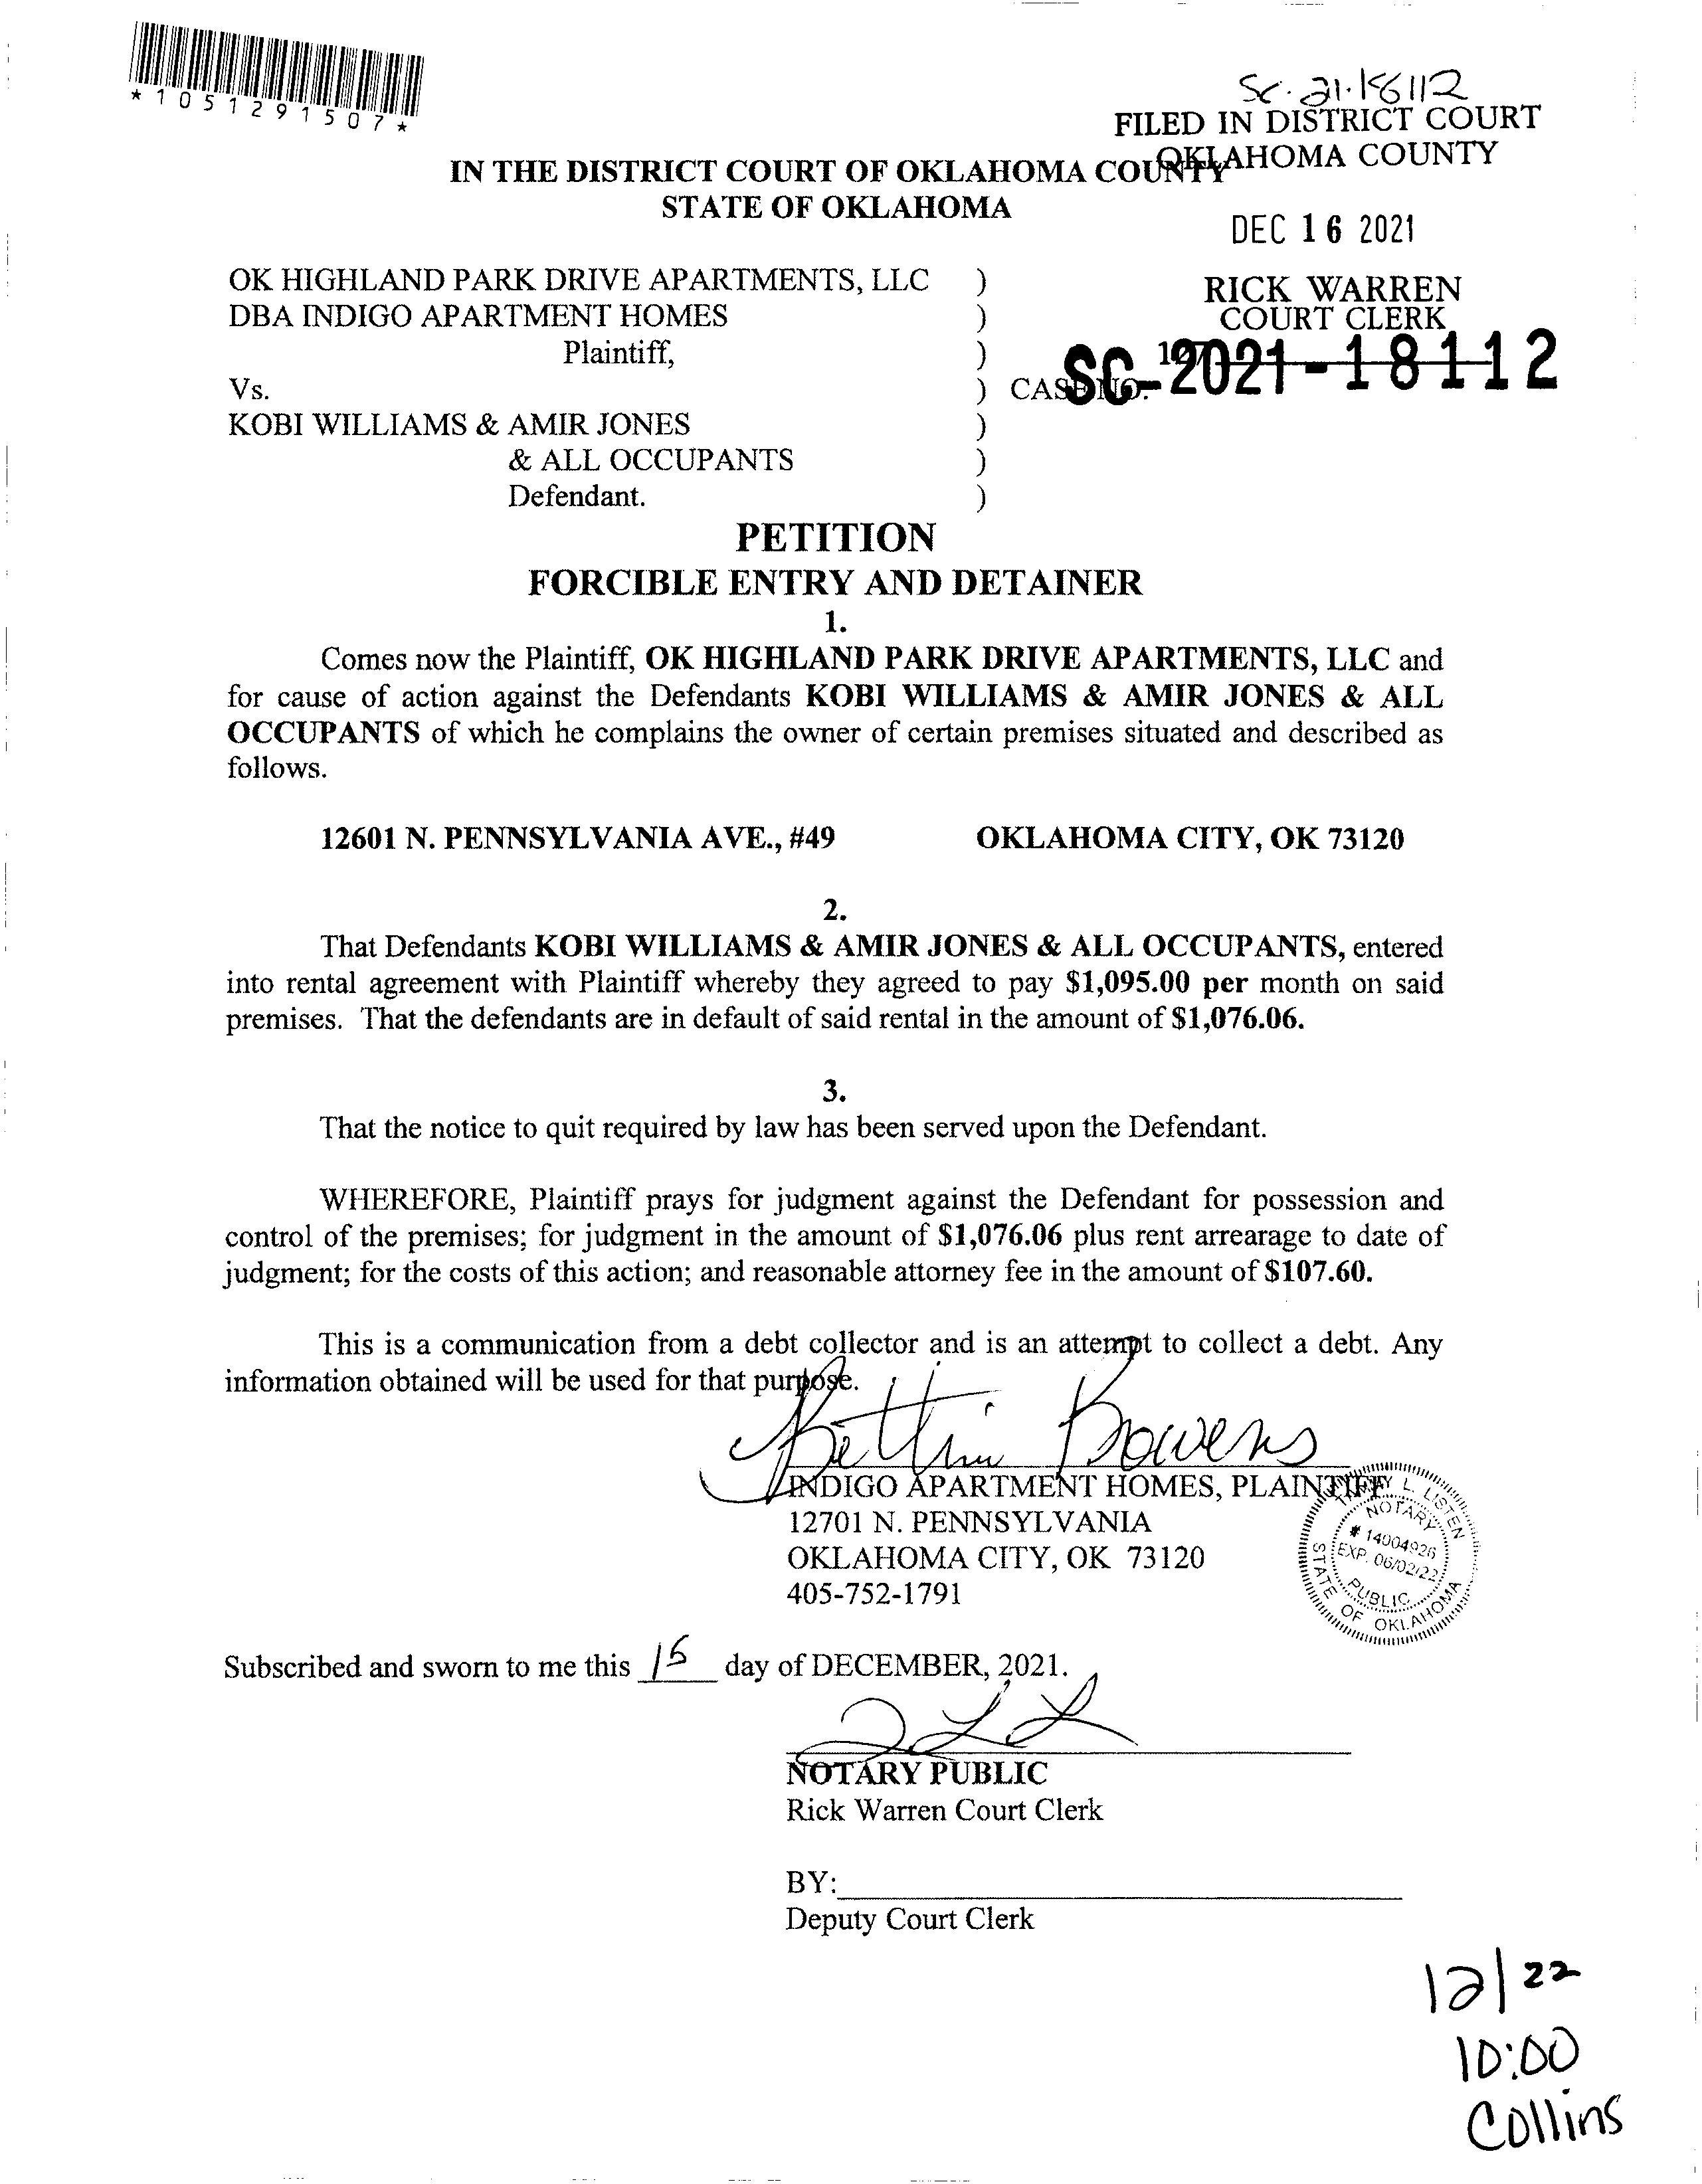 *1051291507*
SC-21-18112
FILED IN DISTRICT COURT
OKLAHOMA COUNTY
IN THE DISTRICT COURT OF OKLAHOMA COUNTY
STATE OF OKLAHOMA
DEC 16 2021
OK HIGHLAND PARK DRIVE APARTMENTS, LLC )
DBA INDIGO APARTMENT HOMES )
Plaintiff, )
RICK WARREN
COURT CLERK
Vs. ) CASE NO. SC-2021-18112
KOBI WILLIAMS & AMIR JONES )
& ALL OCCUPANTS )
Defendant. )
PETITION
FORCIBLE ENTRY AND DETAINER
1.
Comes now the Plaintiff, OK HIGHLAND PARK DRIVE APARTMENTS, LLC and
for cause of action against the Defendants KOBI WILLIAMS & AMIR JONES & ALL
OCCUPANTS of which he complains the owner of certain premises situated and described as
follows.
12601 N. PENNSYLVANIA AVE., #49 OKLAHOMA CITY, OK 73120
2.
That Defendants KOBI WILLIAMS & AMIR JONES & ALL OCCUPANTS, entered
into rental agreement with Plaintiff whereby they agreed to pay $1,095.00 per month on said
premises. That the defendants are in default of said rental in the amount of $1,076.06.
3.
That the notice to quit required by law has been served upon the Defendant.
WHEREFORE, Plaintiff prays for judgment against the Defendant for possession and
control of the premises; for judgment in the amount of $1,076.06 plus rent arrearage to date of
judgment; for the costs of this action; and reasonable attorney fee in the amount of $107.60.
This is a communication from a debt collector and is an attempt to collect a debt. Any
information obtained will be used for that purpose.
Bettin Bowens
INDIGO APARTMENT HOMES, PLAINTIFF
12701 N. PENNSYLVANIA
OKLAHOMA CITY, OK 73120
405-752-1791
L. LISTEN
NOTARY
# 14004926
EXP. 06/02/22
PUBLIC
STATE OF OKLAHOMA
Subscribed and sworn to me this 15 day of DECEMBER, 2021.
NOTARY PUBLIC
Rick Warren Court Clerk
BY:
Deputy Court Clerk
12/22
10:00
Collins